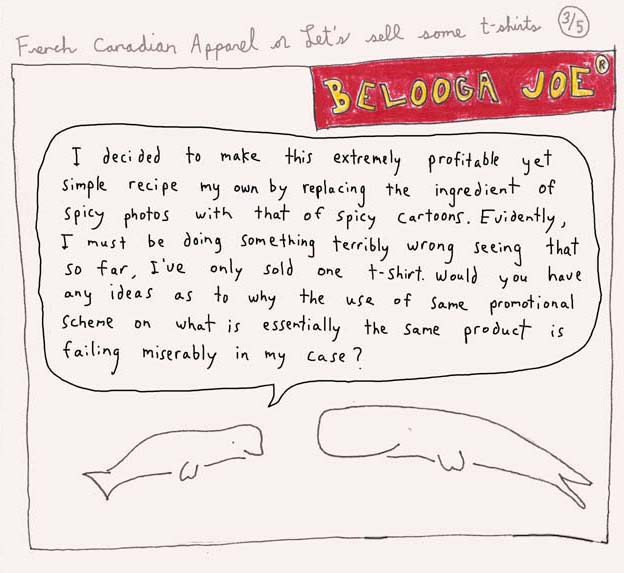 French Canadian Apparel or Let's sell some t-shirts 3/5
BELOOGA JOE ®
I decided to make this extremely profitable yet
simple recipe my own by replacing the ingredient of
spicy photos with that of spicy cartoons. Evidently,
I must be doing something terribly wrong seeing that
so far, I've only sold one t-shirt. Would you have
any ideas as to why the use of same promotional
scheme on what is essentially the same product is
failing miserably in my case?